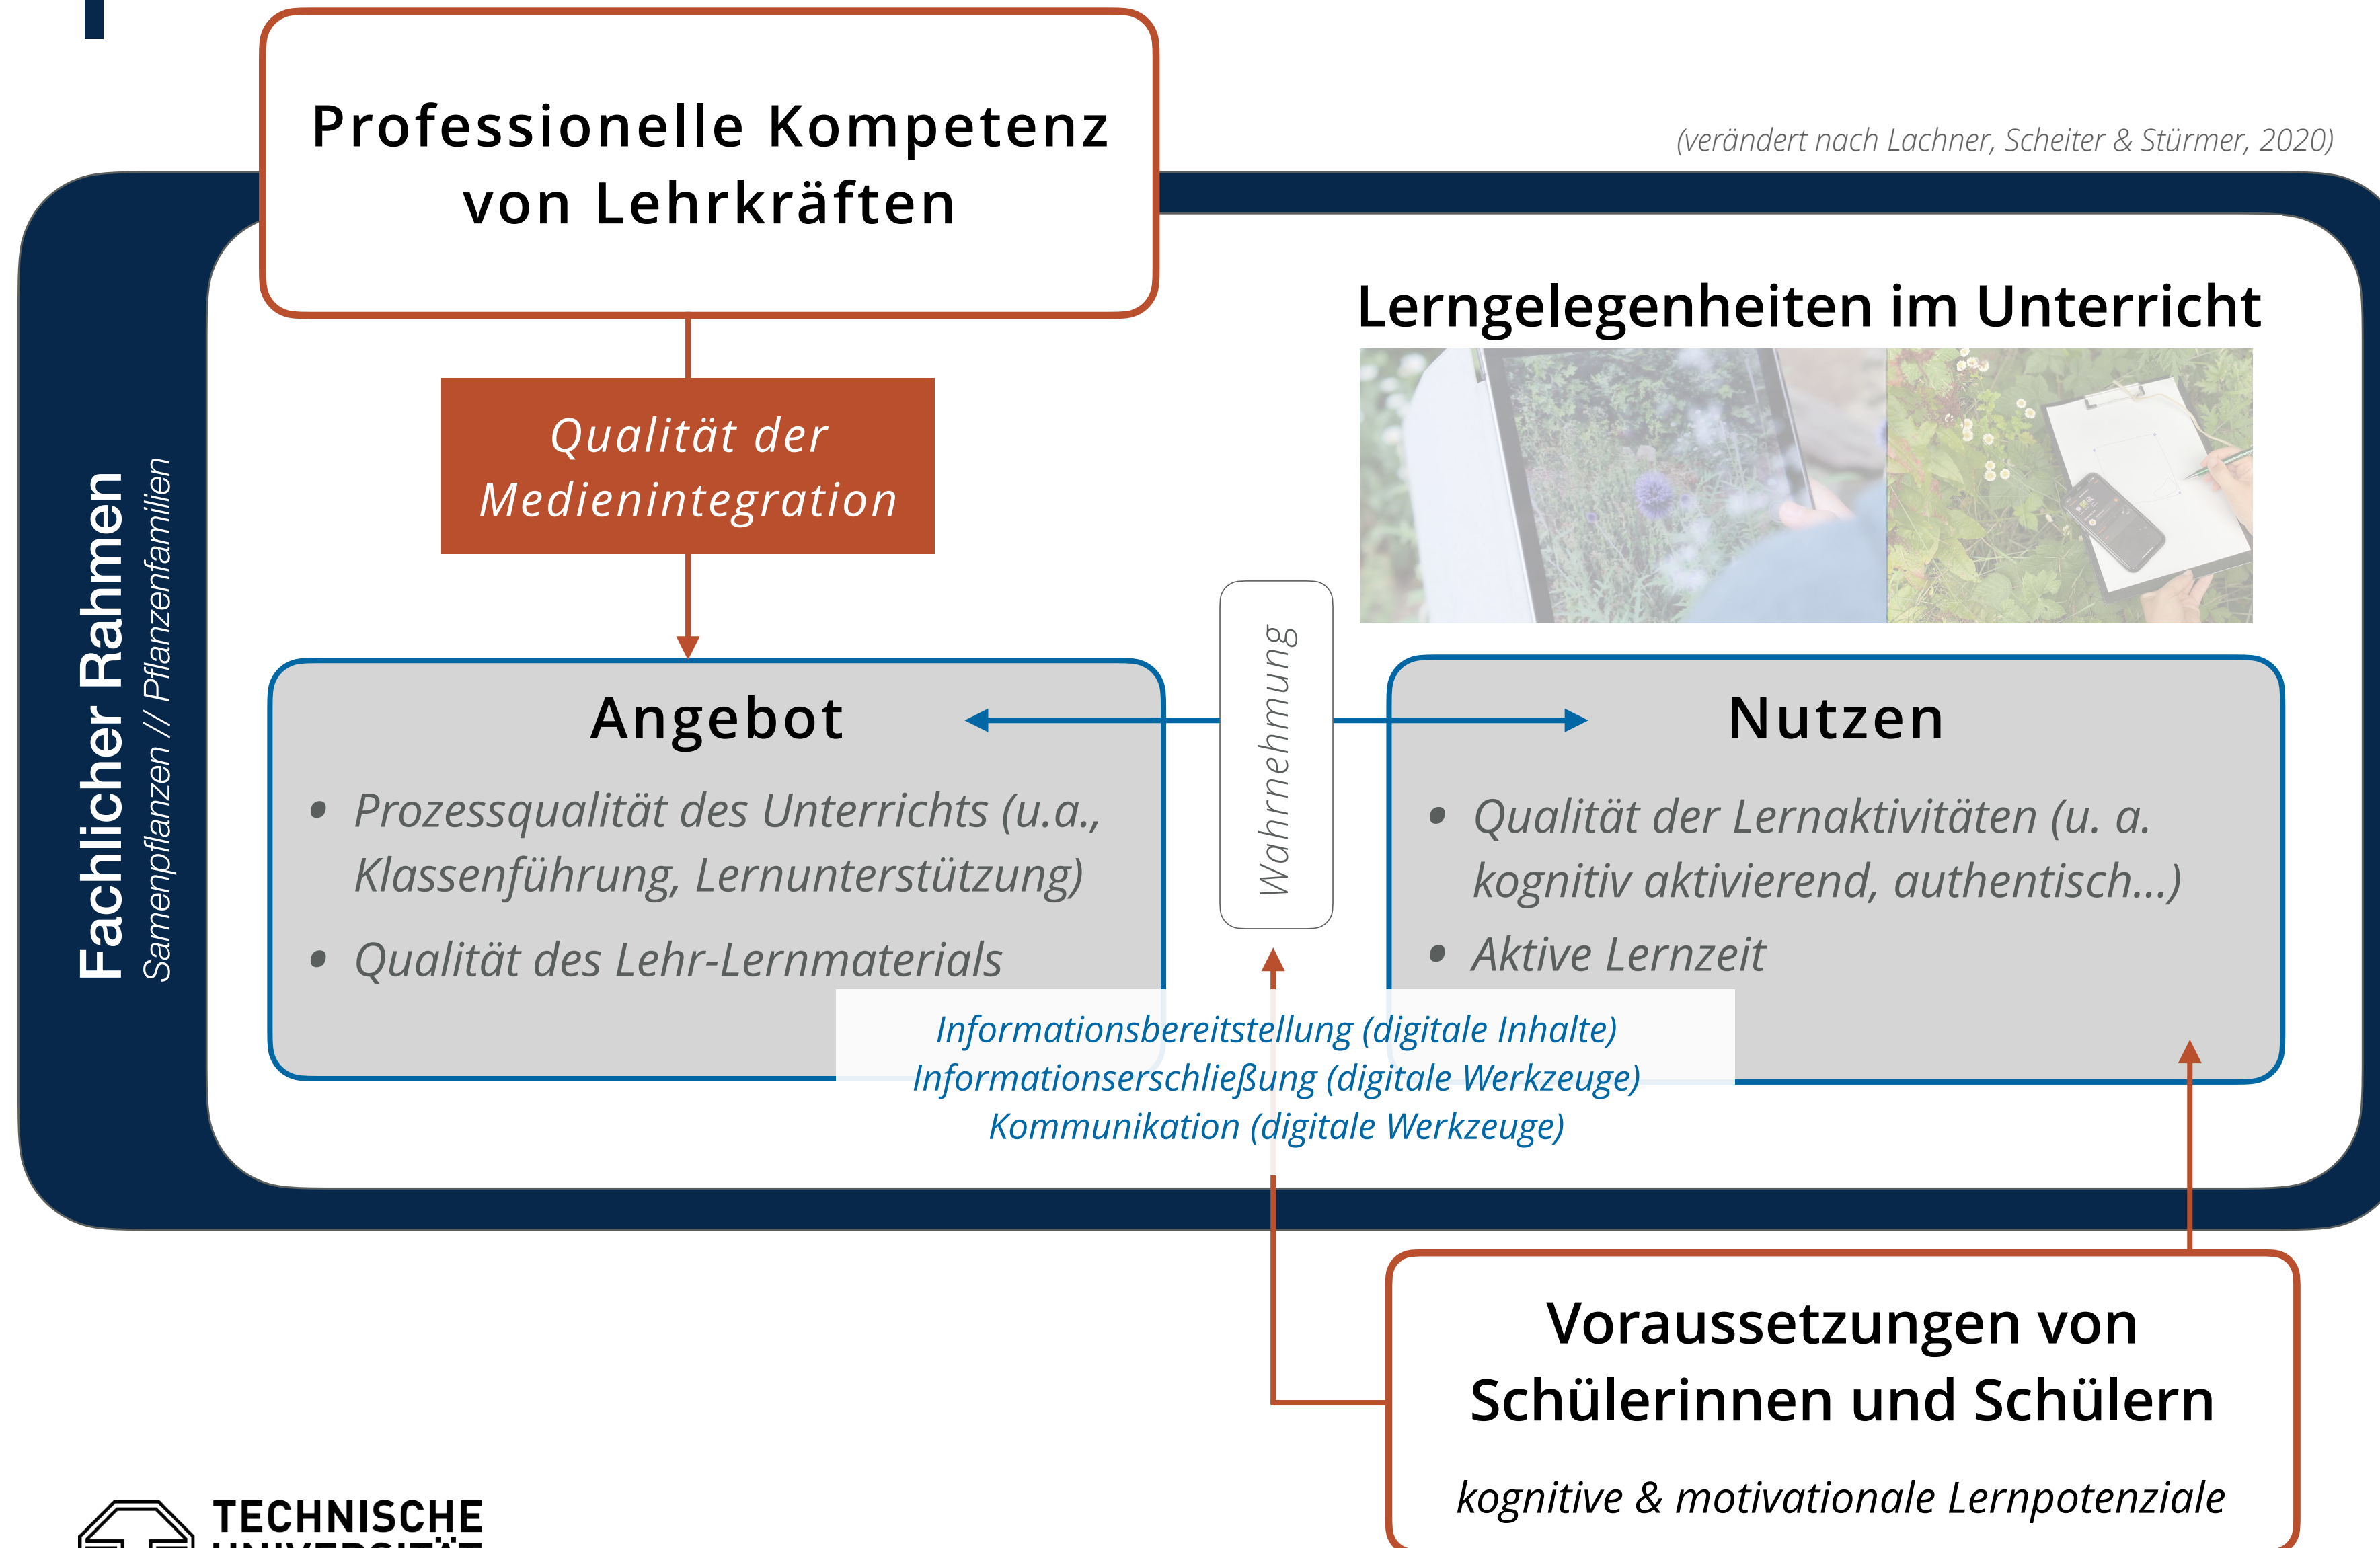 Professionelle Kompetenz
von Lehrkräften
(verändert nach Lachner, Scheiter & Stürmer, 2020)
Lerngelegenheiten im Unterricht
Qualität der
Medienintegration
Fachlicher Rahmen
Samenpflanzen // Pflanzenfamilien
Wahrnehmung
Angebot
• Prozessqualität des Unterrichts (u.a.,
Klassenführung, Lernunterstützung)
• Qualität des Lehr-Lernmaterials
Nutzen
• Qualität der Lernaktivitäten (u. a.
kognitiv aktivierend, authentisch...)
• Aktive Lernzeit
Informationsbereitstellung (digitale Inhalte)
Informationserschließung (digitale Werkzeuge)
Kommunikation (digitale Werkzeuge)
Voraussetzungen von
Schülerinnen und Schülern
kognitive & motivationale Lernpotenziale
TECHNISCHE
UNIVERSITÄT